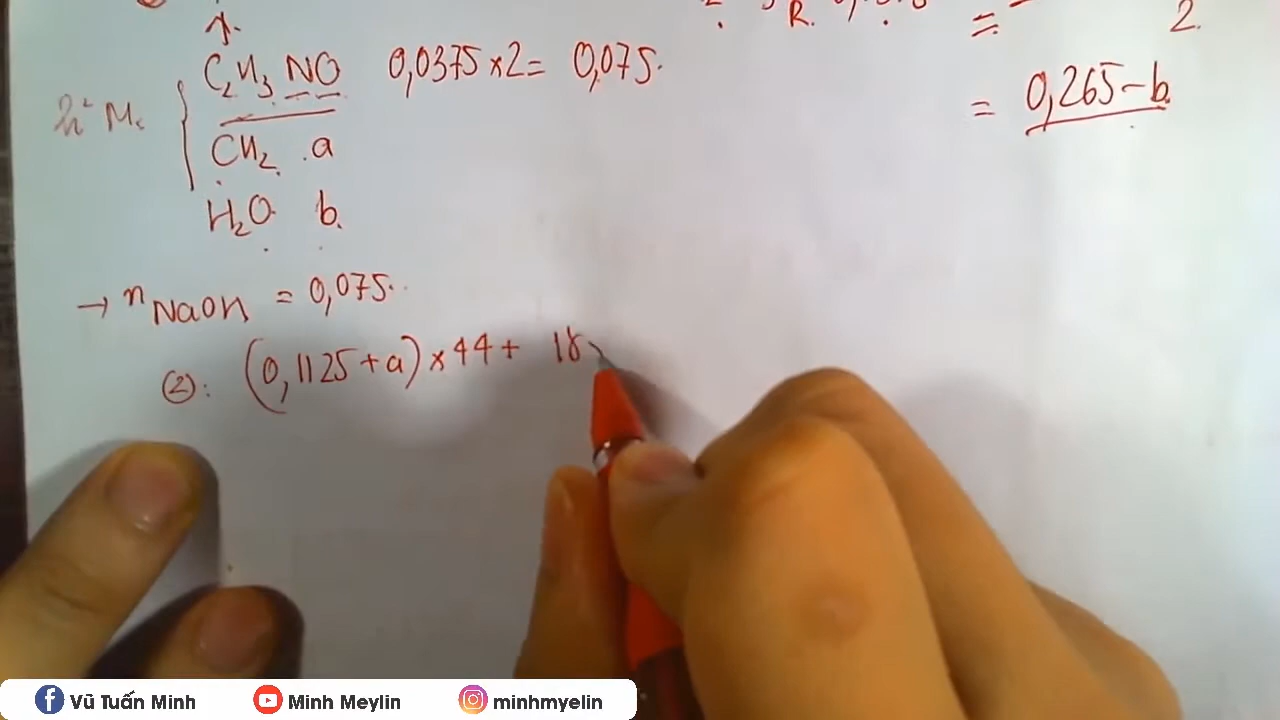 C₂H₃NO 0,0375×2= 0,075.
CH₂ a
H₂O b
→ nNaOH = 0,075.
②: (0,1125+a)×44+ 18
R.
=
2.
= 0,265-b
Vũ Tuấn Minh Minh Meylin minhmyelin